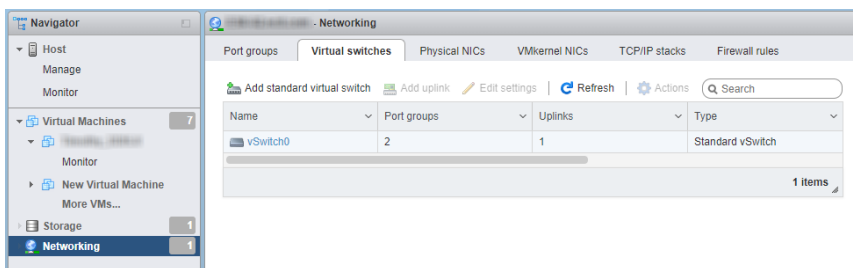 Navigator
Host
Manage
Monitor
Virtual Machines 7
Monitor
New Virtual Machine
More VMs...
Storage 1
Networking 1
- Networking
Port groups Virtual switches Physical NICs VMkernel NICs TCP/IP stacks Firewall rules
Add standard virtual switch Add uplink Edit settings Refresh Actions Search
Name Port groups Uplinks Type
vSwitch0 2 1 Standard vSwitch
1 items